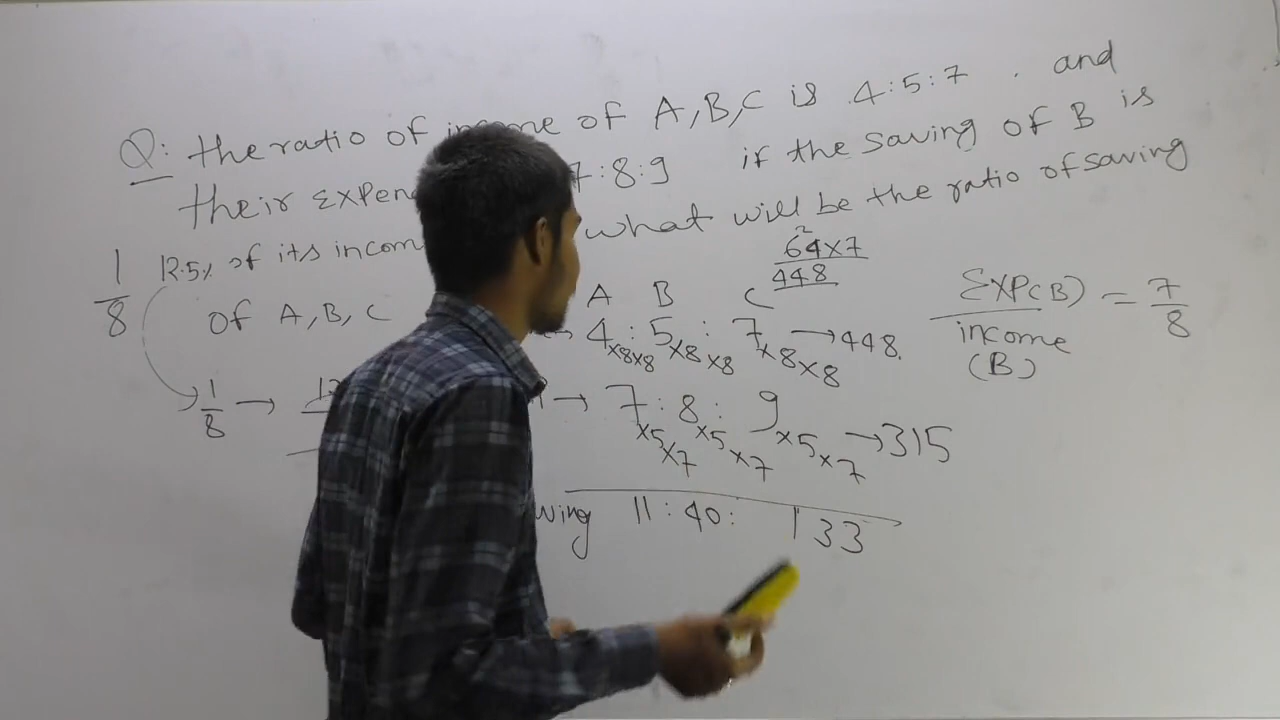 Q: the ratio of income of A,B,C is 4:5:7 . and
their Expen 7:8:9 if the saving of B is
1/8 12.5% of its incom what will be the ratio of saving
of A, B, C
2
64×7
448
A B C
→ 4 : 5 : 7 → 448.
×8×8 ×8×8 ×8×8
EXP(B) / income (B) = 7/8
1/8 → 12
→ 7 : 8 : 9 → 315
×5×7 ×5×7 ×5×7
wing 11 : 40 : 133